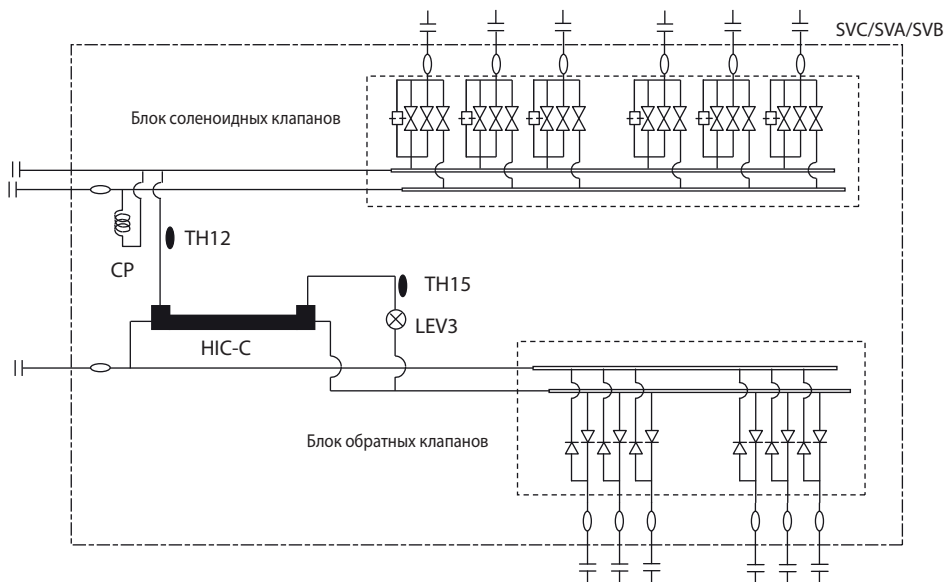 SVC/SVA/SVB
Блок соленоидных клапанов
TH12
CP
TH15
LEV3
HIC-C
Блок обратных клапанов